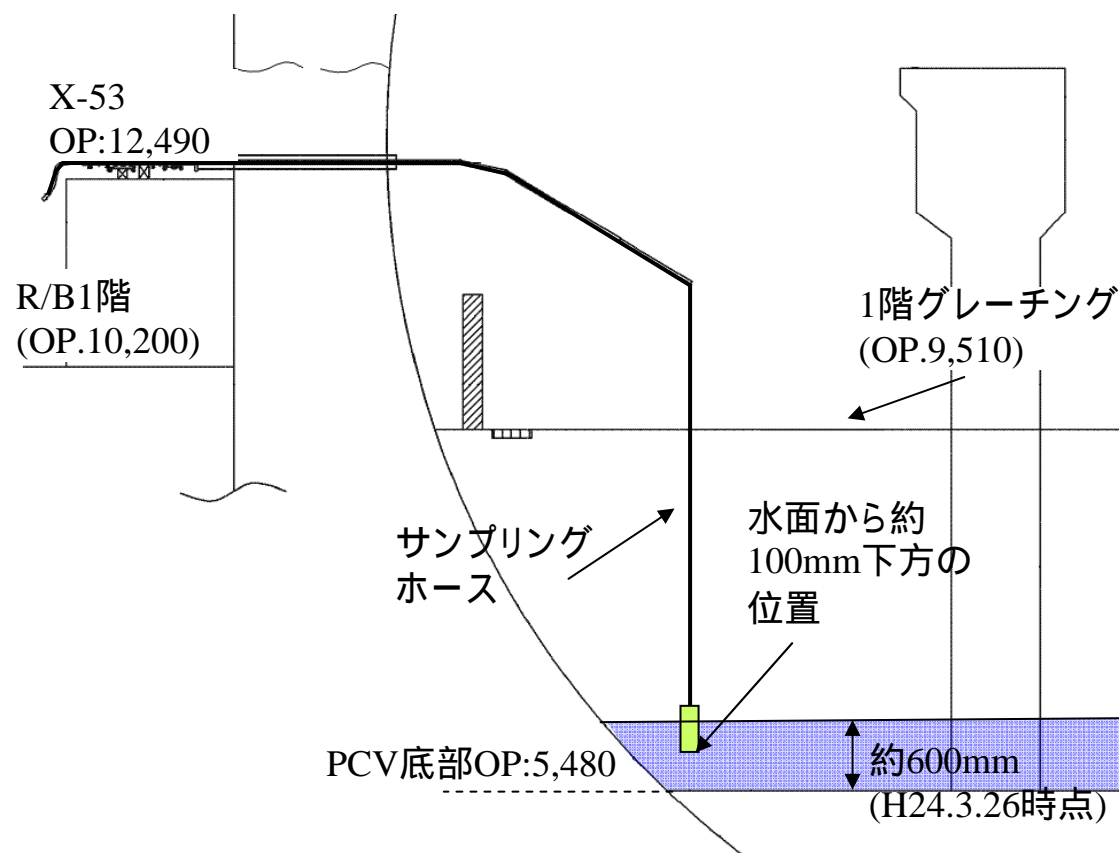 X-53
OP:12,490
R/B1階
(OP.10,200)
1階グレーチング
(OP.9,510)
サンプリング
ホース
水面から約
100mm下方の
位置
PCV底部OP:5,480
約600mm
(H24.3.26時点)